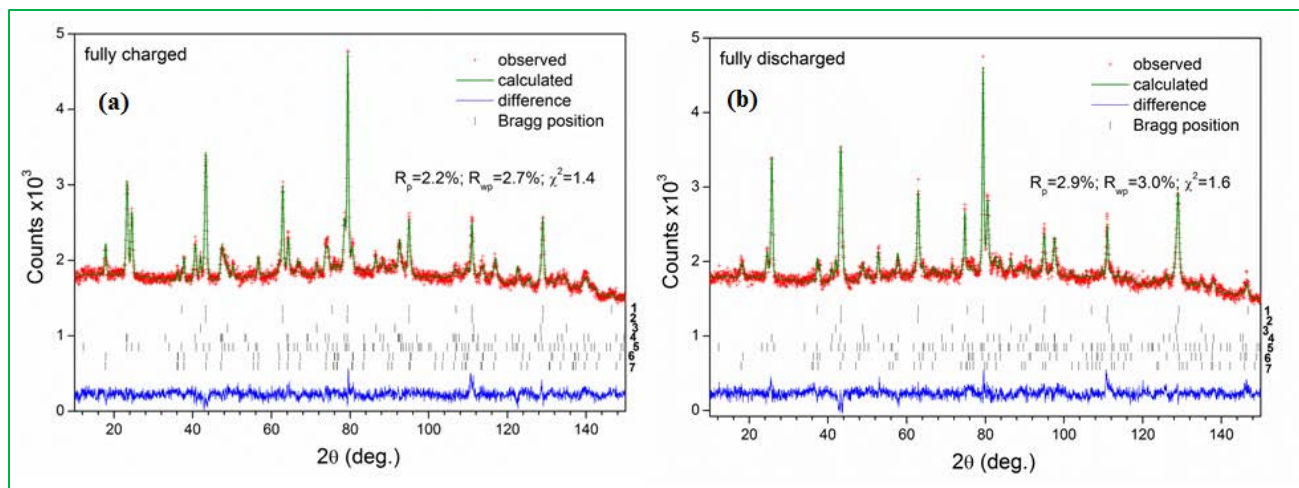 fully charged
(a)
observed
calculated
difference
Bragg position
R_p=2.2%; R_wp=2.7%; χ²=1.4
Counts x10³
5
4
3
2
1
0
20 40 60 80 100 120 140
2θ (deg.)
1
2
3
4
5
6
7
fully discharged
(b)
observed
calculated
difference
Bragg position
R_p=2.9%; R_wp=3.0%; χ²=1.6
Counts x10³
5
4
3
2
1
0
20 40 60 80 100 120 140
2θ (deg.)
1
2
3
4
5
6
7